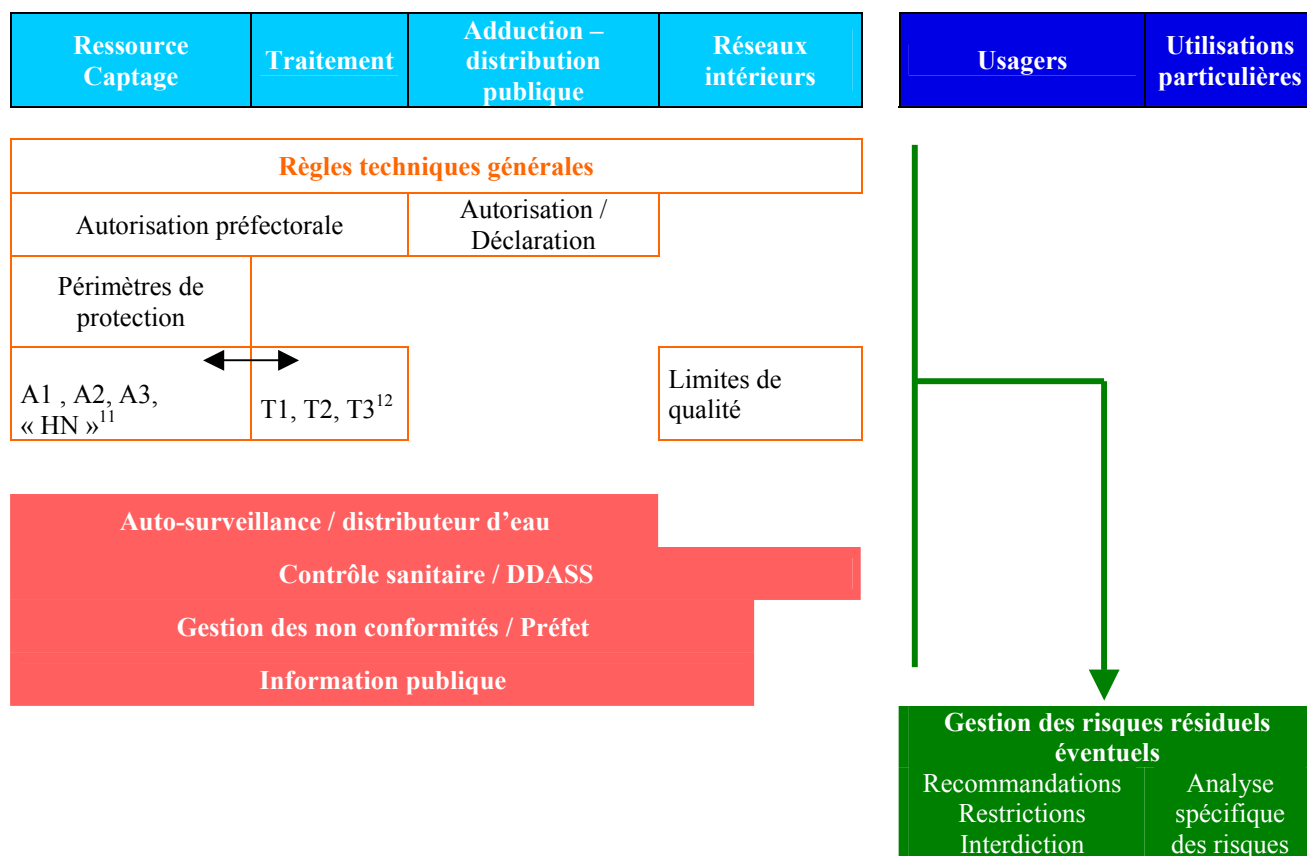 Ressource
Captage
Traitement
Adduction –
distribution
publique
Réseaux
intérieurs
Usagers
Utilisations
particulières
Règles techniques générales
Autorisation préfectorale
Autorisation /
Déclaration
Périmètres de
protection
A1 , A2, A3,
« HN »11
T1, T2, T312
Limites de
qualité
Auto-surveillance / distributeur d'eau
Contrôle sanitaire / DDASS
Gestion des non conformités / Préfet
Information publique
Gestion des risques résiduels
éventuels
Recommandations
Restrictions
Interdiction
Analyse
spécifique
des risques